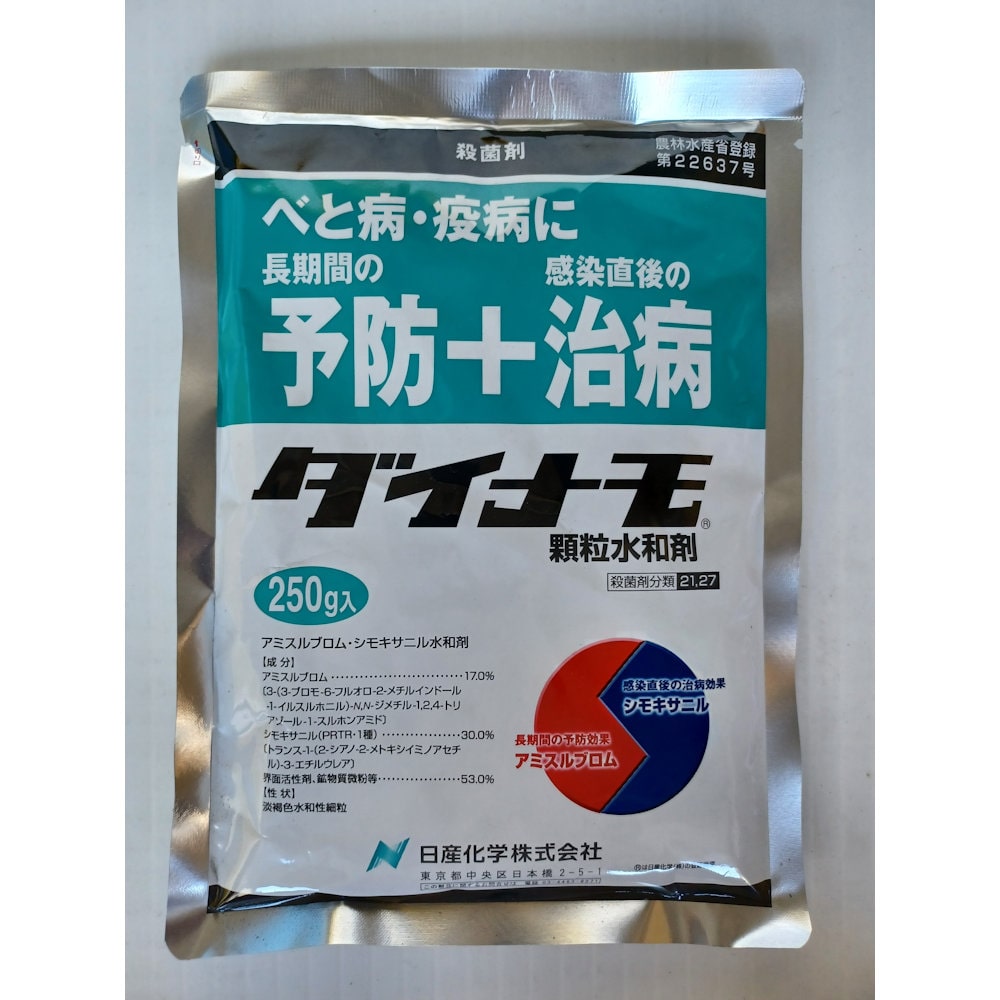 殺菌剤
農林水産省登録
第22637号
べと病・疫病に
長期間の
感染直後の
予防＋治病
ダイナモ®
顆粒水和剤
殺菌剤分類 21,27
250g入
アミスルブロム・シモキサニル水和剤
【成分】
アミスルブロム･･････････････････････････17.0%
〔3-(3-ブロモ-6-フルオロ-2-メチルインドール
-1-イルスルホニル)-N,N-ジメチル-1,2,4-トリ
アゾール-1-スルホンアミド〕
シモキサニル(PRTR・1種)･･････････････30.0%
〔トランス-1-(2-シアノ-2-メトキシイミノアセチ
ル)-3-エチルウレア〕
界面活性剤、鉱物質微粉等･･････････････53.0%
【性状】
淡褐色水和性細粒
感染直後の治病効果
シモキサニル
長期間の予防効果
アミスルブロム
日産化学株式会社
東京都中央区日本橋2-5-1